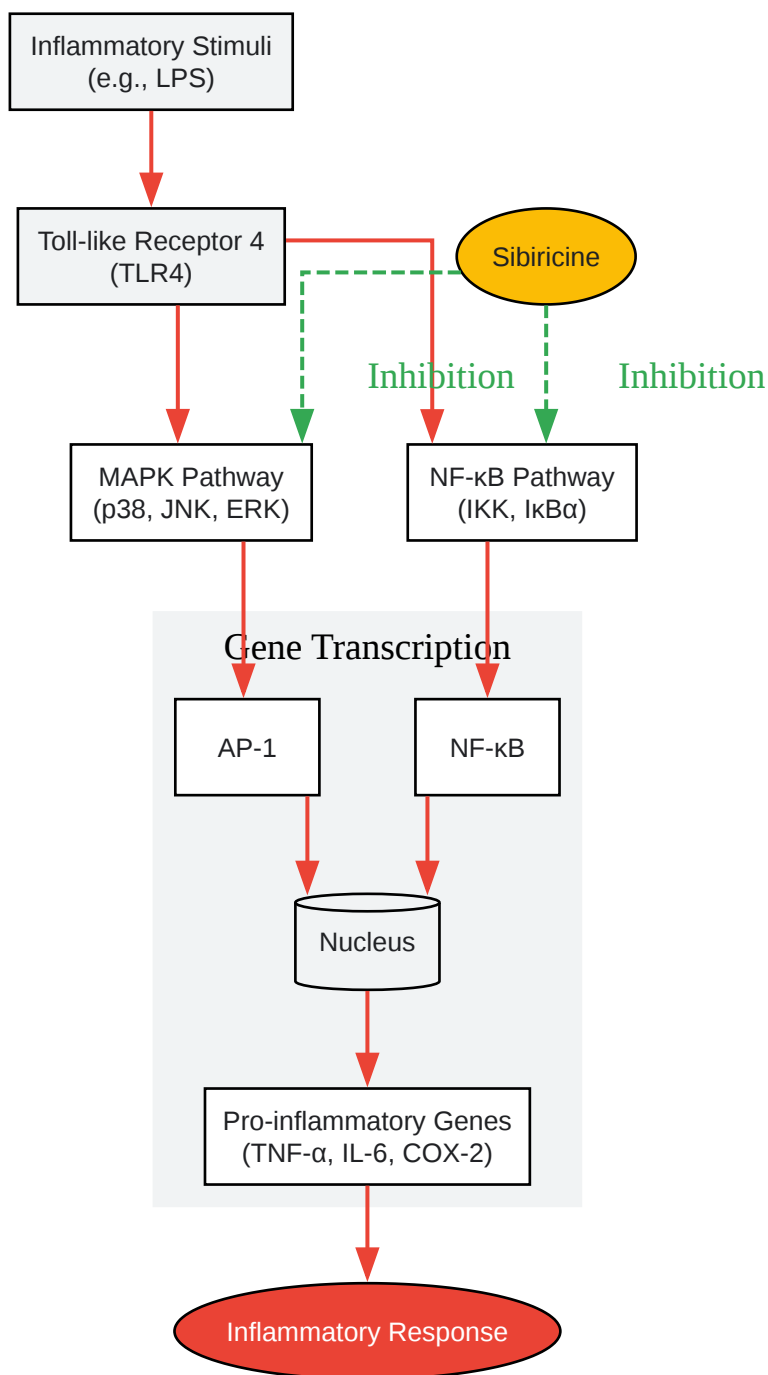 Inflammatory Stimuli
(e.g., LPS)
Toll-like Receptor 4
(TLR4)
Sibiricine
Inhibition
Inhibition
MAPK Pathway
(p38, JNK, ERK)
NF-κB Pathway
(IKK, IκBα)
Gene Transcription
AP-1
NF-κB
Nucleus
Pro-inflammatory Genes
(TNF-α, IL-6, COX-2)
Inflammatory Response